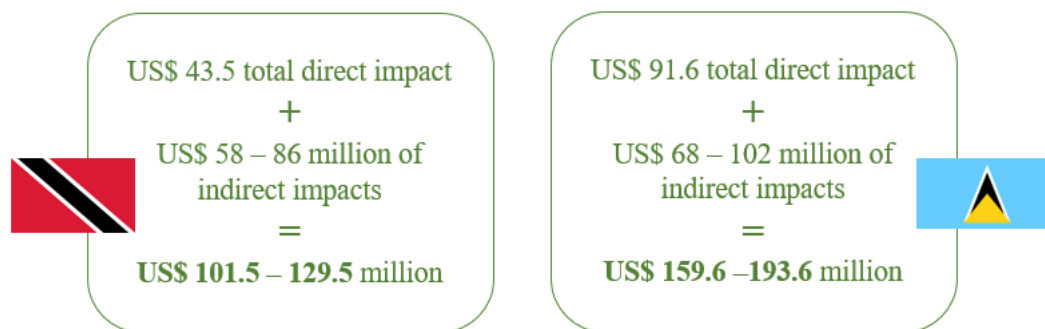 US$ 43.5 total direct impact
+
US$ 58 – 86 million of
indirect impacts
=
US$ 101.5 – 129.5 million
US$ 91.6 total direct impact
+
US$ 68 – 102 million of
indirect impacts
=
US$ 159.6 –193.6 million